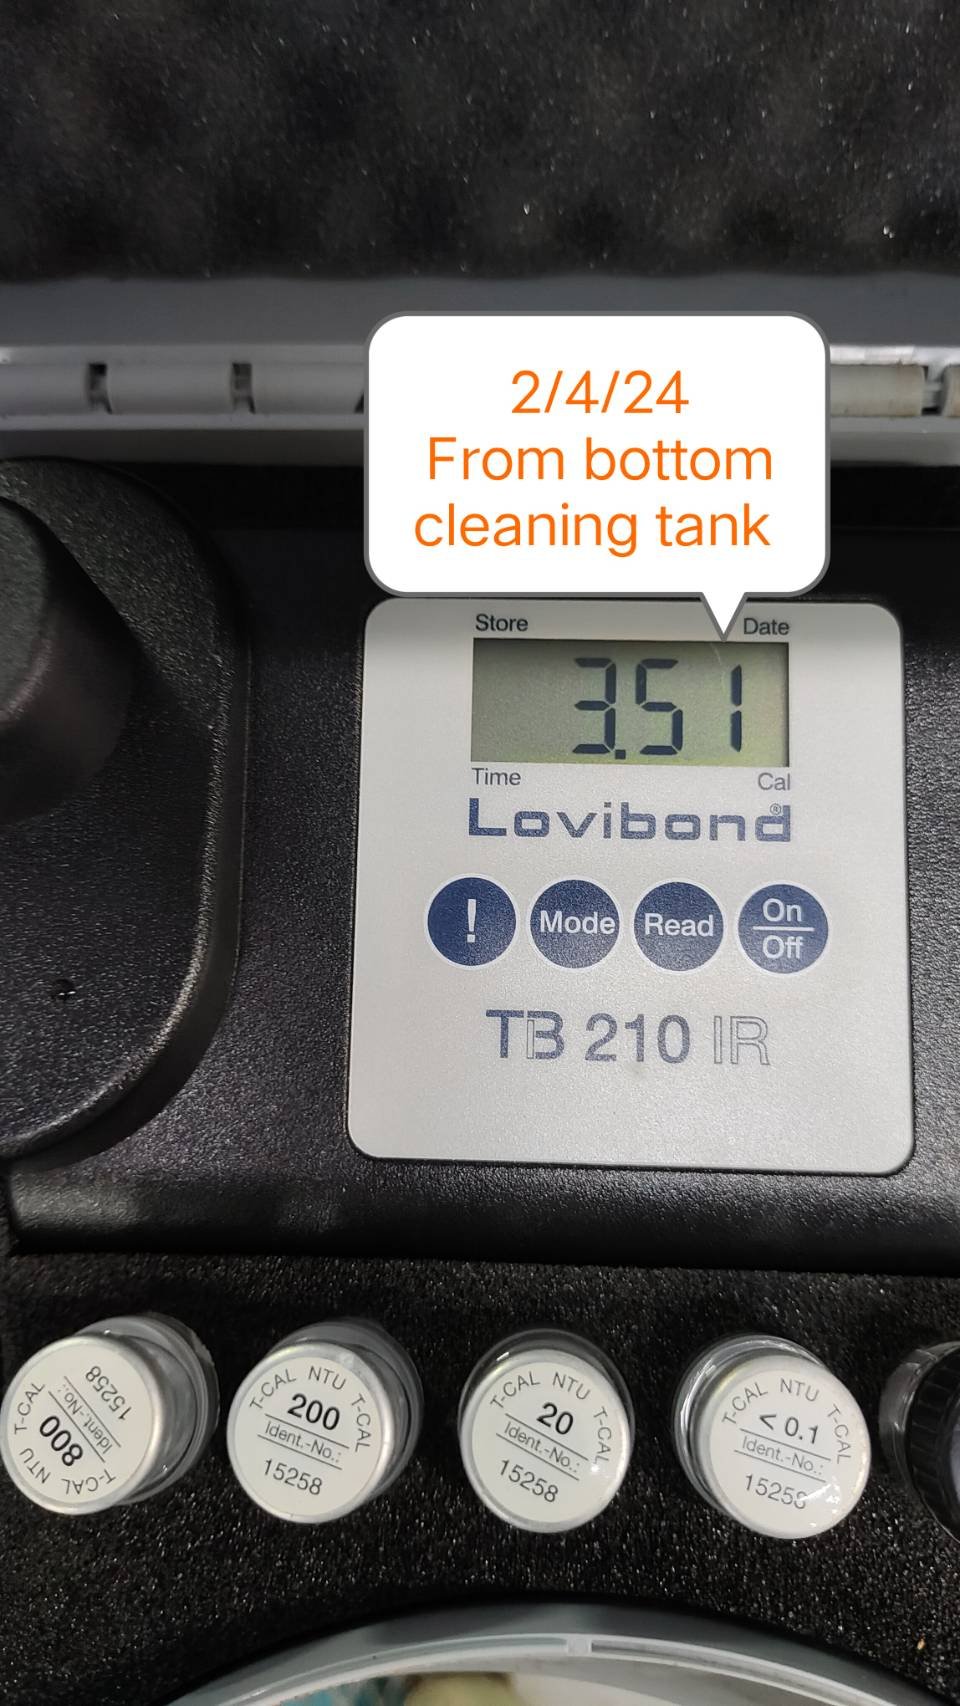 2/4/24
From bottom
cleaning tank
Store Date
3.51
Time Cal
Lovibond®
! Mode Read On Off
TB 210 IR
T-CAL NTU T-CAL
800
Ident.-No.:
15258
T-CAL NTU T-CAL
200
Ident.-No.:
15258
T-CAL NTU T-CAL
20
Ident.-No.:
15258
T-CAL NTU T-CAL
< 0.1
Ident.-No.:
15258